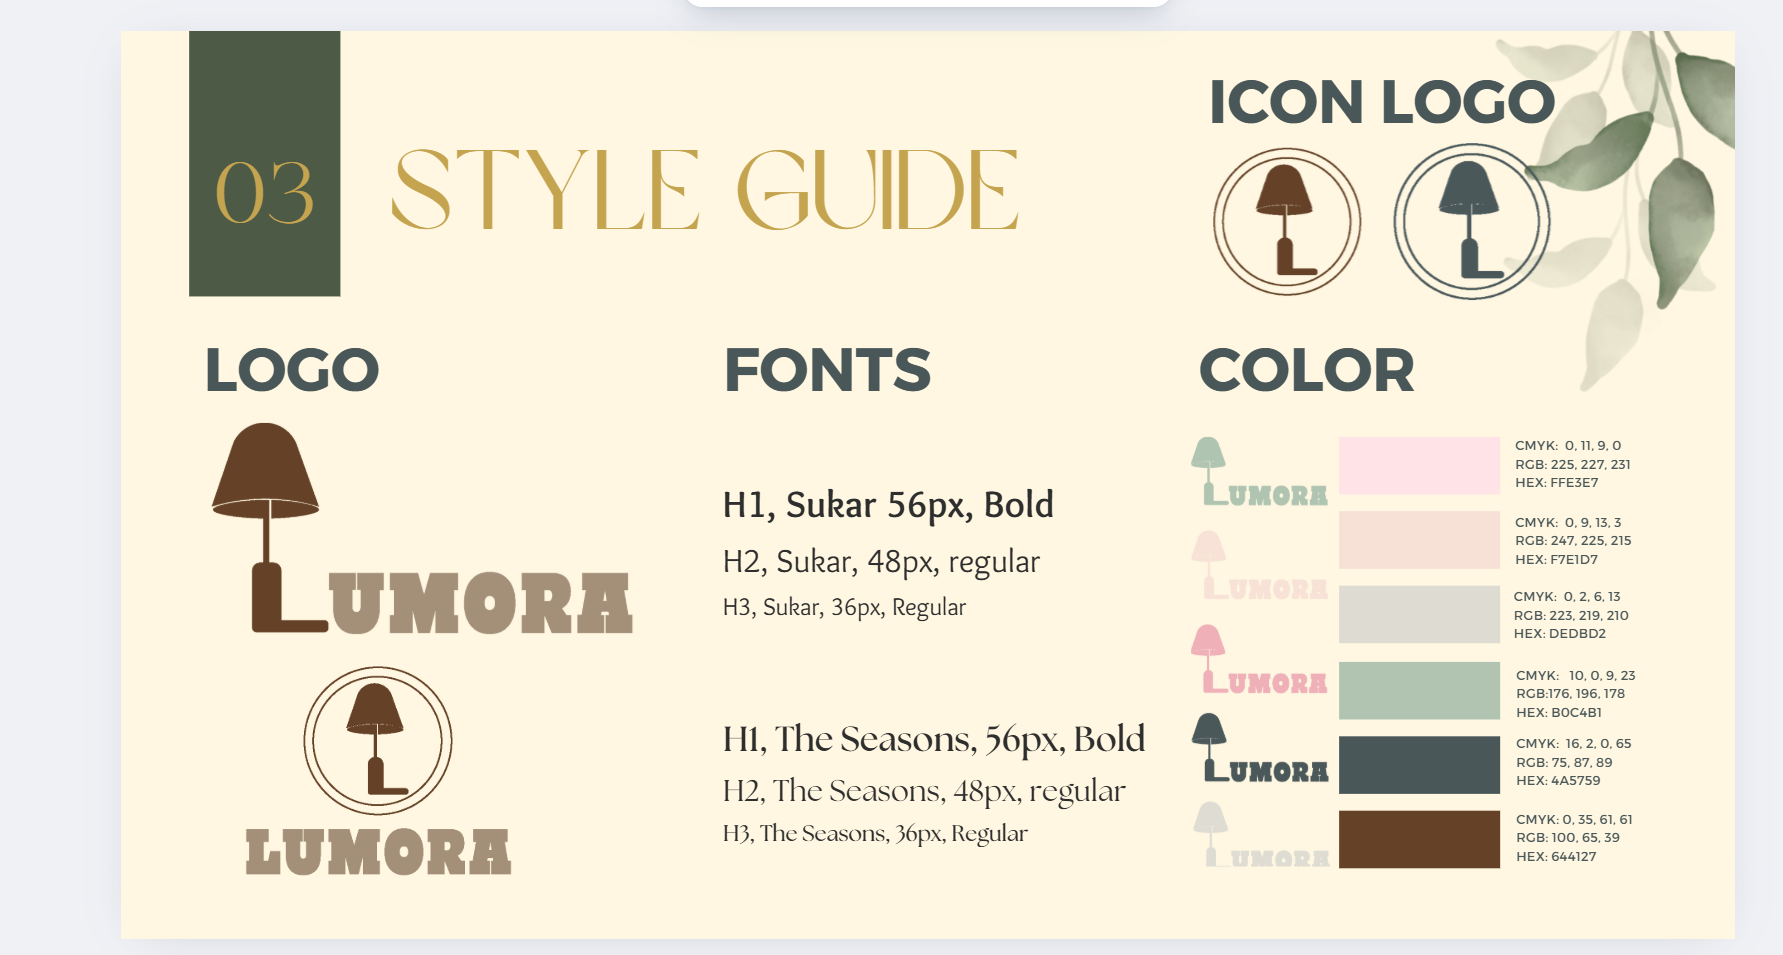 03
STYLE GUIDE
ICON LOGO
LOGO
LUMORA
LUMORA
FONTS
H1, Sukar 56px, Bold
H2, Sukar, 48px, regular
H3, Sukar, 36px, Regular
H1, The Seasons, 56px, Bold
H2, The Seasons, 48px, regular
H3, The Seasons, 36px, Regular
COLOR
LUMORA
LUMORA
LUMORA
LUMORA
LUMORA
CMYK: 0, 11, 9, 0
RGB: 225, 227, 231
HEX: FFE3E7
CMYK: 0, 9, 13, 3
RGB: 247, 225, 215
HEX: F7E1D7
CMYK: 0, 2, 6, 13
RGB: 223, 219, 210
HEX: DEDBD2
CMYK: 10, 0, 9, 23
RGB:176, 196, 178
HEX: B0C4B1
CMYK: 16, 2, 0, 65
RGB: 75, 87, 89
HEX: 4A5759
CMYK: 0, 35, 61, 61
RGB: 100, 65, 39
HEX: 644127